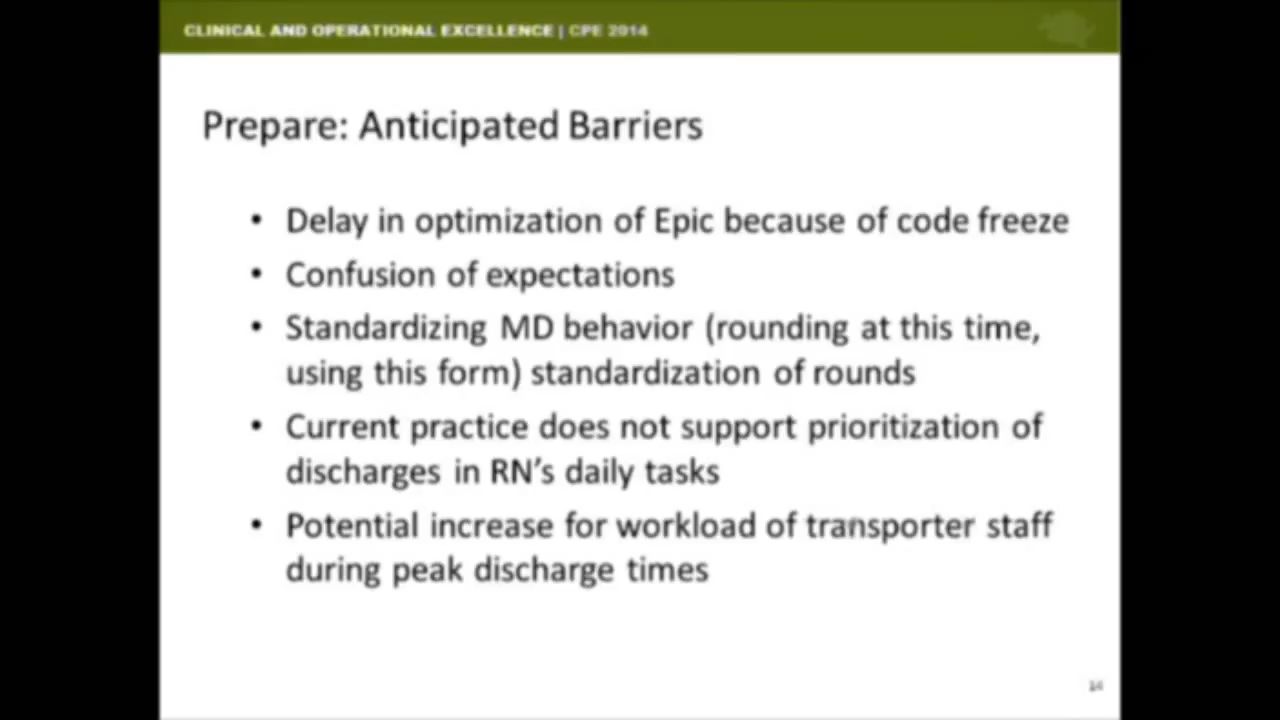 CLINICAL AND OPERATIONAL EXCELLENCE | CPE 2014
Prepare: Anticipated Barriers
• Delay in optimization of Epic because of code freeze
• Confusion of expectations
• Standardizing MD behavior (rounding at this time,
using this form) standardization of rounds
• Current practice does not support prioritization of
discharges in RN's daily tasks
• Potential increase for workload of transporter staff
during peak discharge times
14